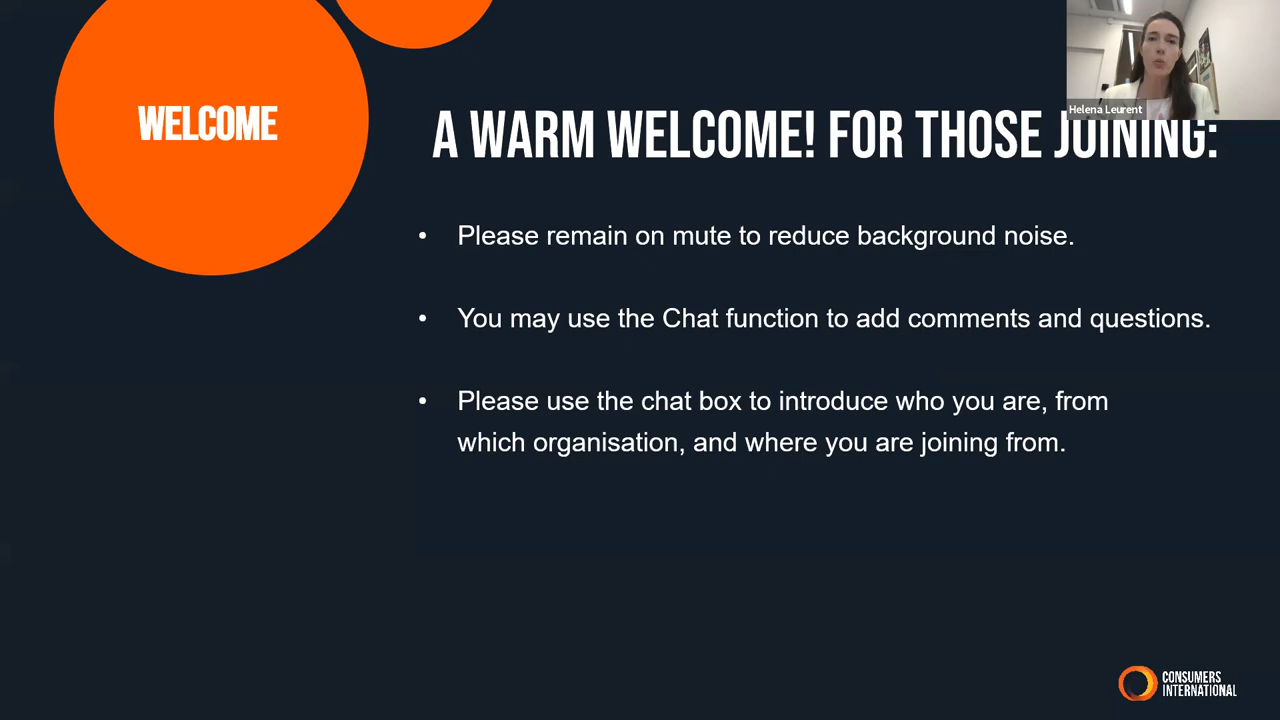 WELCOME
Helena Leurent
A WARM WELCOME! FOR THOSE JOINING:
• Please remain on mute to reduce background noise.
• You may use the Chat function to add comments and questions.
• Please use the chat box to introduce who you are, from
which organisation, and where you are joining from.
CONSUMERS
INTERNATIONAL